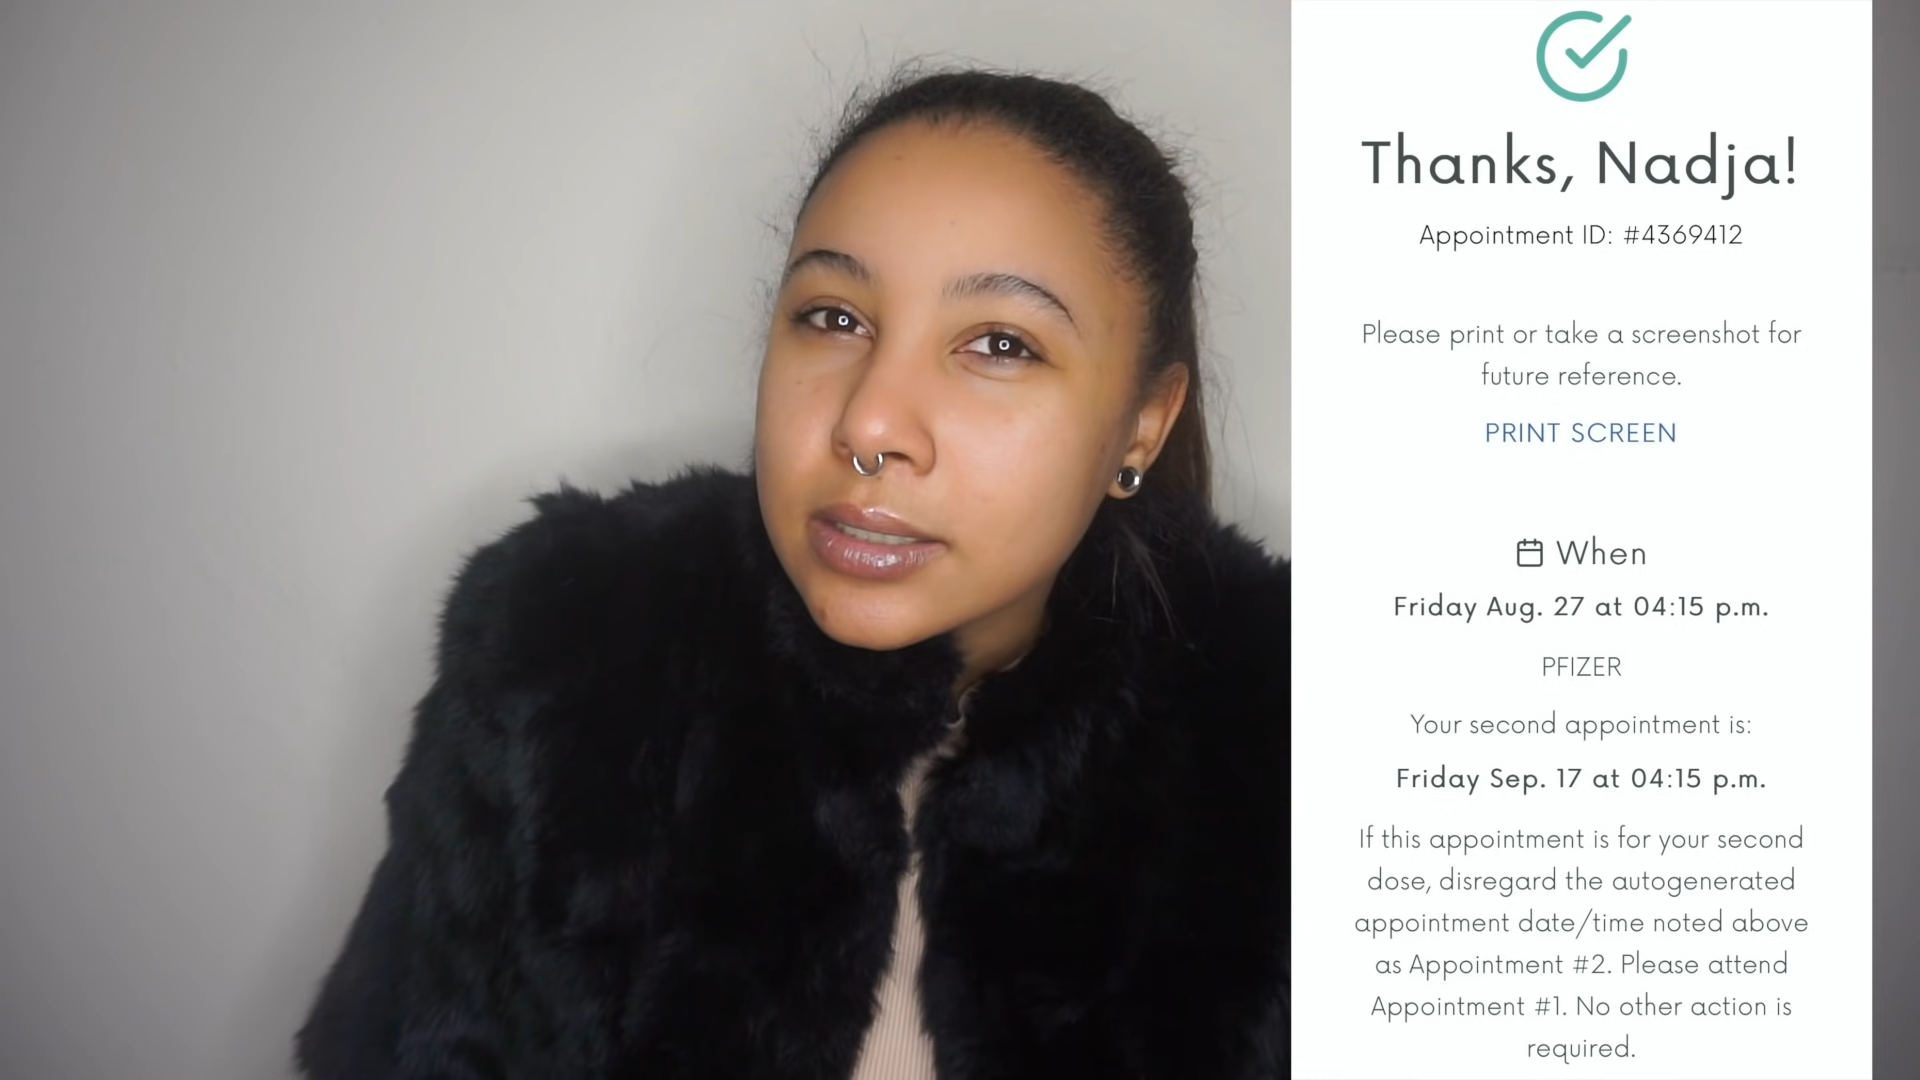 Thanks, Nadja!
Appointment ID: #4369412
Please print or take a screenshot for
future reference.
PRINT SCREEN
When
Friday Aug. 27 at 04:15 p.m.
PFIZER
Your second appointment is:
Friday Sep. 17 at 04:15 p.m.
If this appointment is for your second
dose, disregard the autogenerated
appointment date/time noted above
as Appointment #2. Please attend
Appointment #1. No other action is
required.